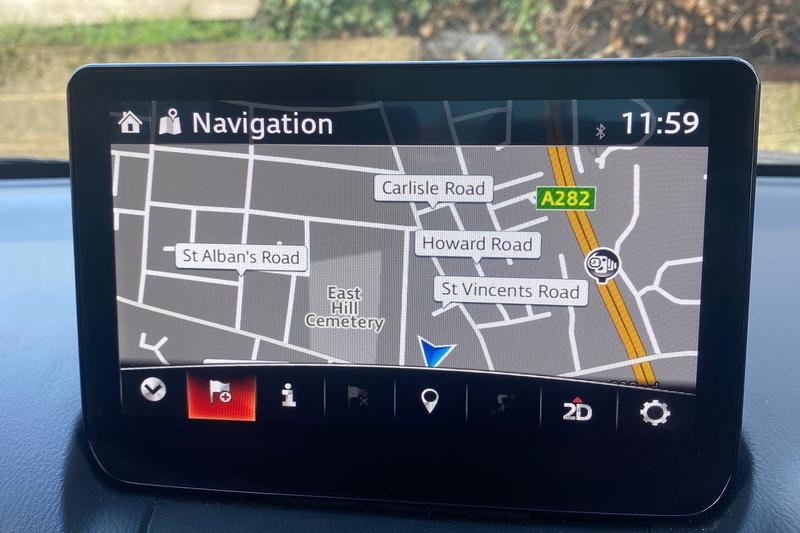 Navigation
11:59
Carlisle Road
A282
Howard Road
St Alban's Road
St Vincents Road
East
Hill
Cemetery
2D